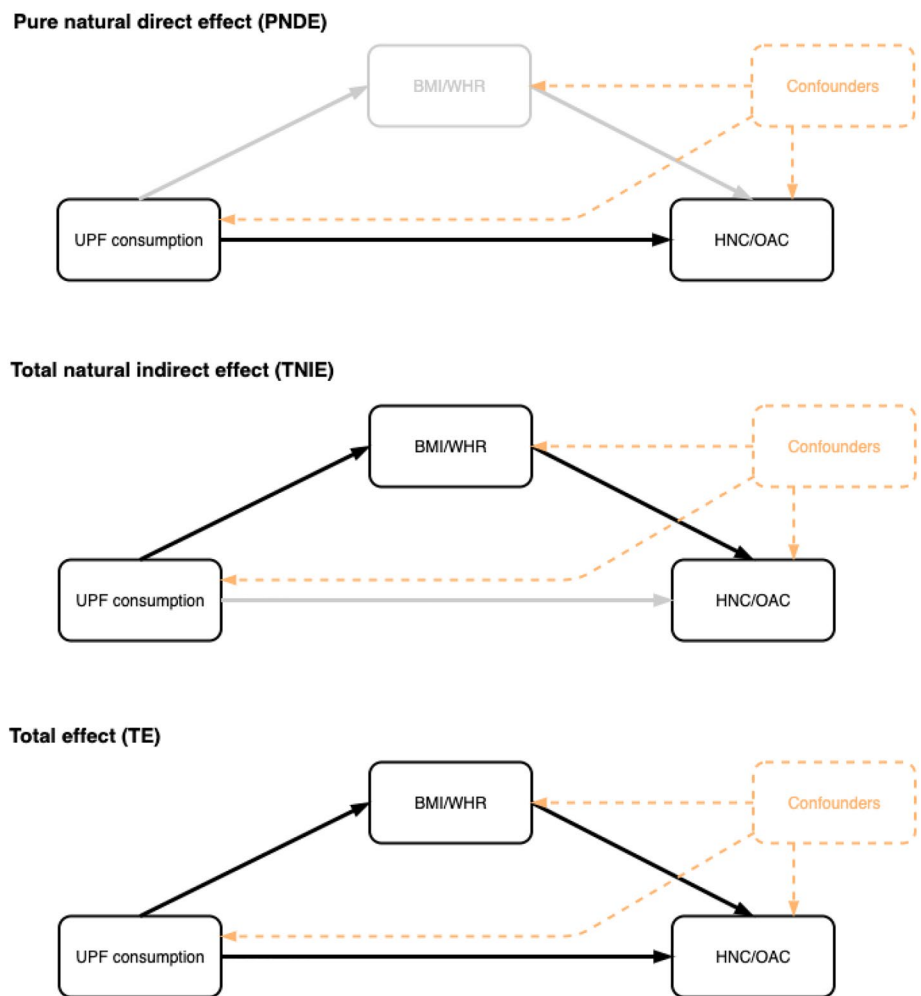 Pure natural direct effect (PNDE)
BMI/WHR
Confounders
UPF consumption
HNC/OAC
Total natural indirect effect (TNIE)
BMI/WHR
Confounders
UPF consumption
HNC/OAC
Total effect (TE)
BMI/WHR
Confounders
UPF consumption
HNC/OAC